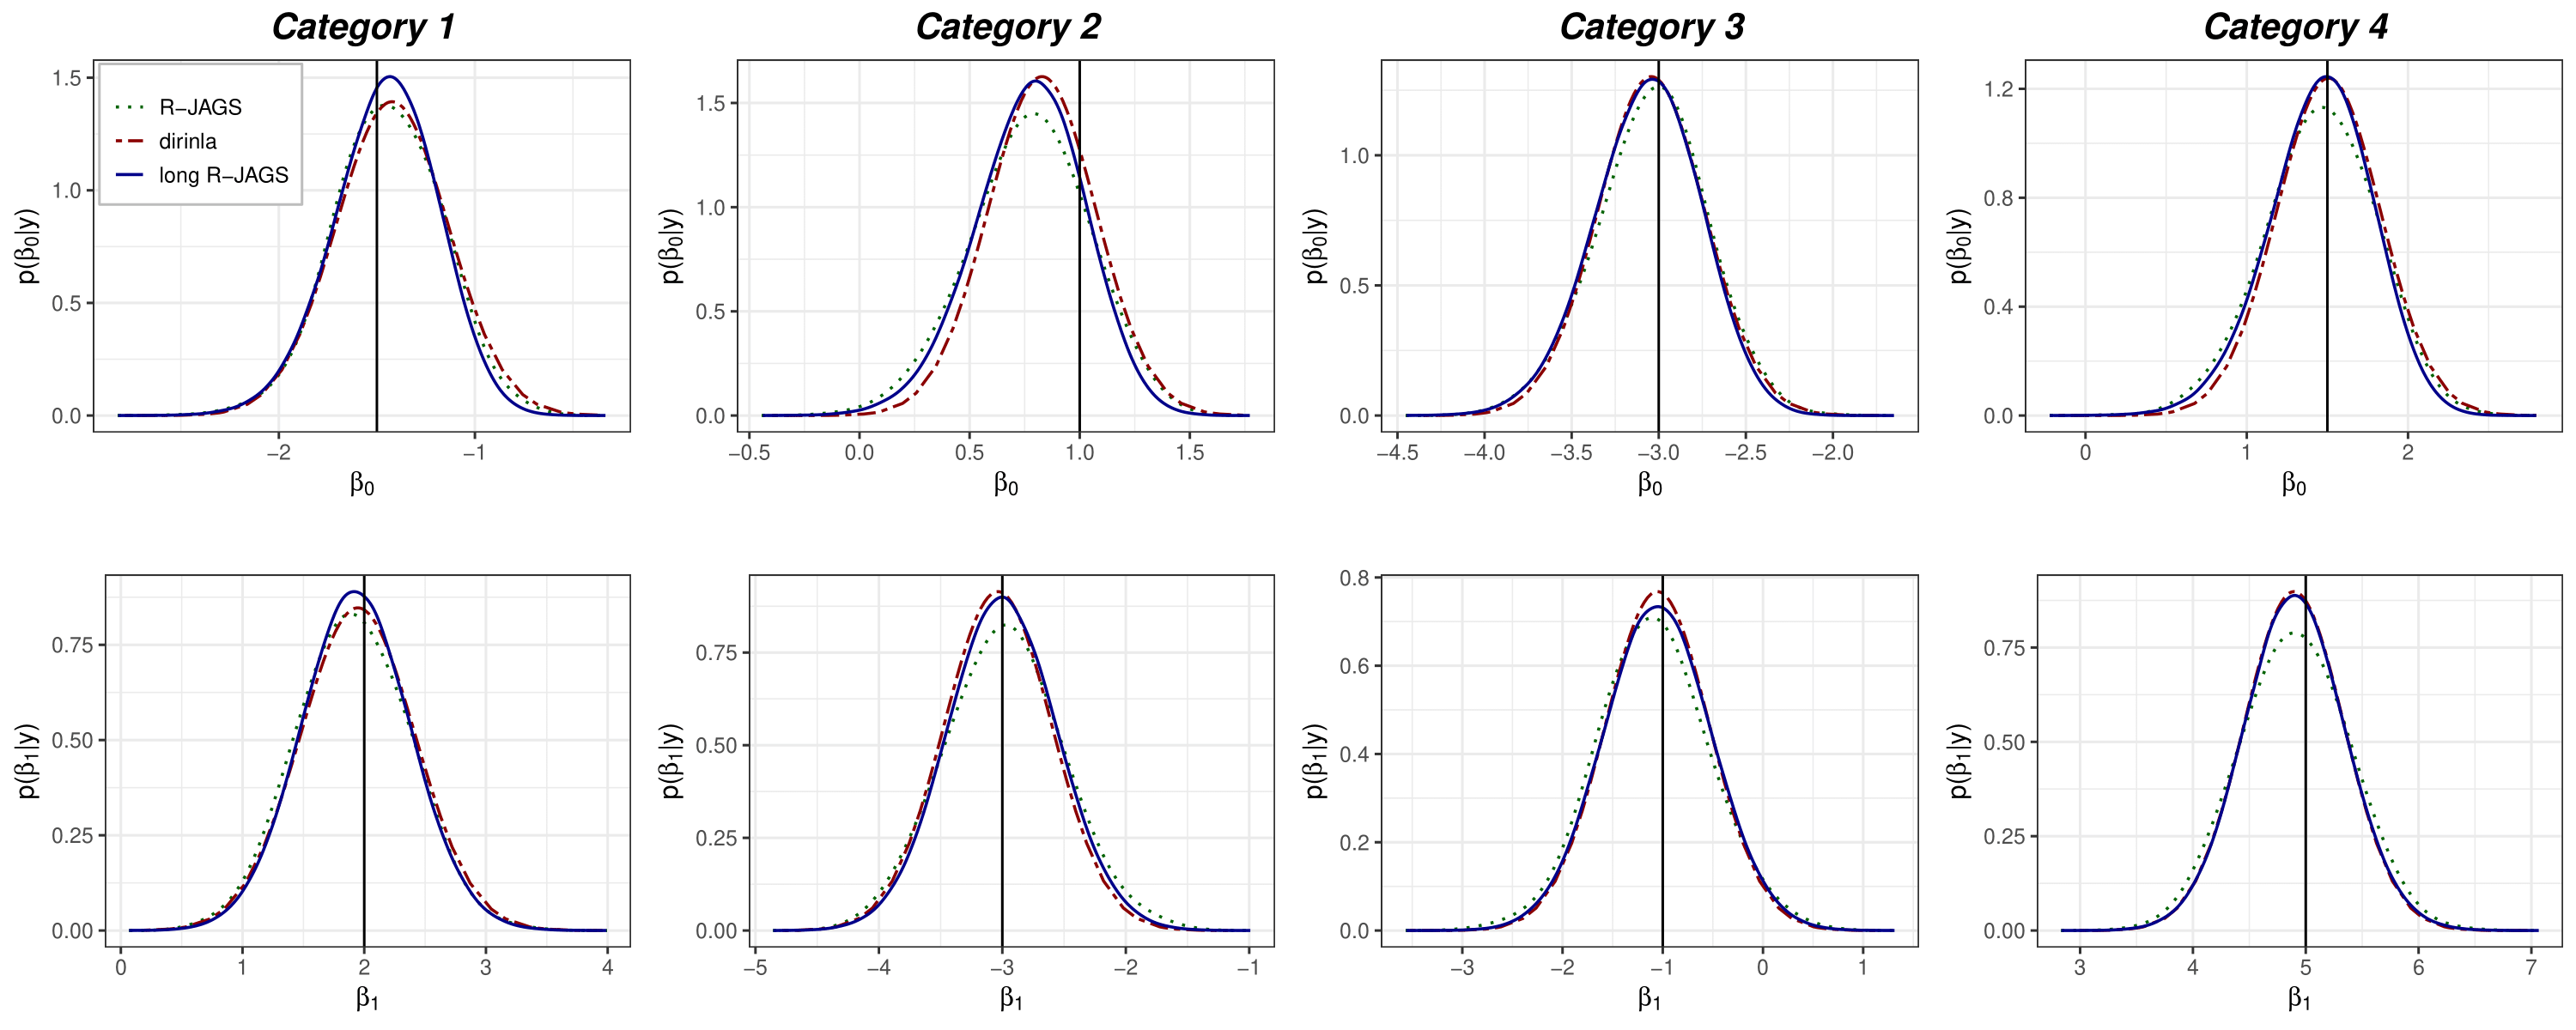 Category 1
Category 2
Category 3
Category 4
R−JAGS
dirinla
long R−JAGS
p(β₀|y)
1.5
1.0
0.5
0.0
−2
−1
β₀
p(β₀|y)
1.5
1.0
0.5
0.0
−0.5
0.0
0.5
1.0
1.5
β₀
p(β₀|y)
1.0
0.5
0.0
−4.5
−4.0
−3.5
−3.0
−2.5
−2.0
β₀
p(β₀|y)
1.2
0.8
0.4
0.0
0
1
2
β₀
p(β₁|y)
0.75
0.50
0.25
0.00
0
1
2
3
4
β₁
p(β₁|y)
0.75
0.50
0.25
0.00
−5
−4
−3
−2
−1
β₁
p(β₁|y)
0.8
0.6
0.4
0.2
0.0
−3
−2
−1
0
1
β₁
p(β₁|y)
0.75
0.50
0.25
0.00
3
4
5
6
7
β₁